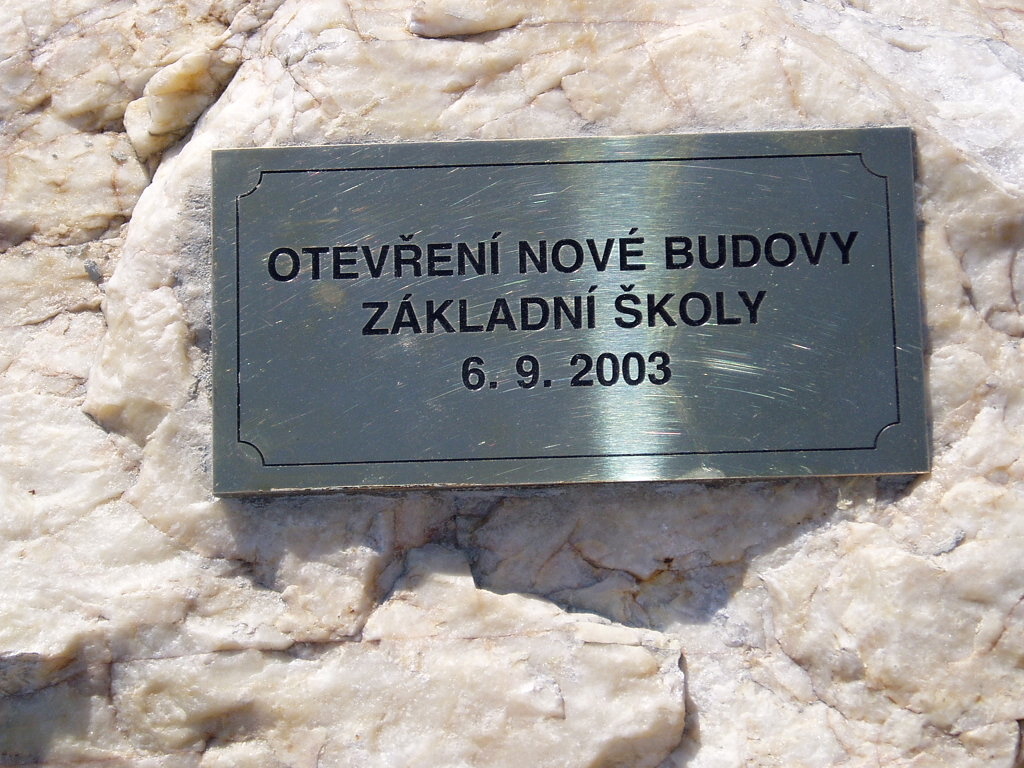 OTEVŘENÍ NOVÉ BUDOVY
ZÁKLADNÍ ŠKOLY
6. 9. 2003